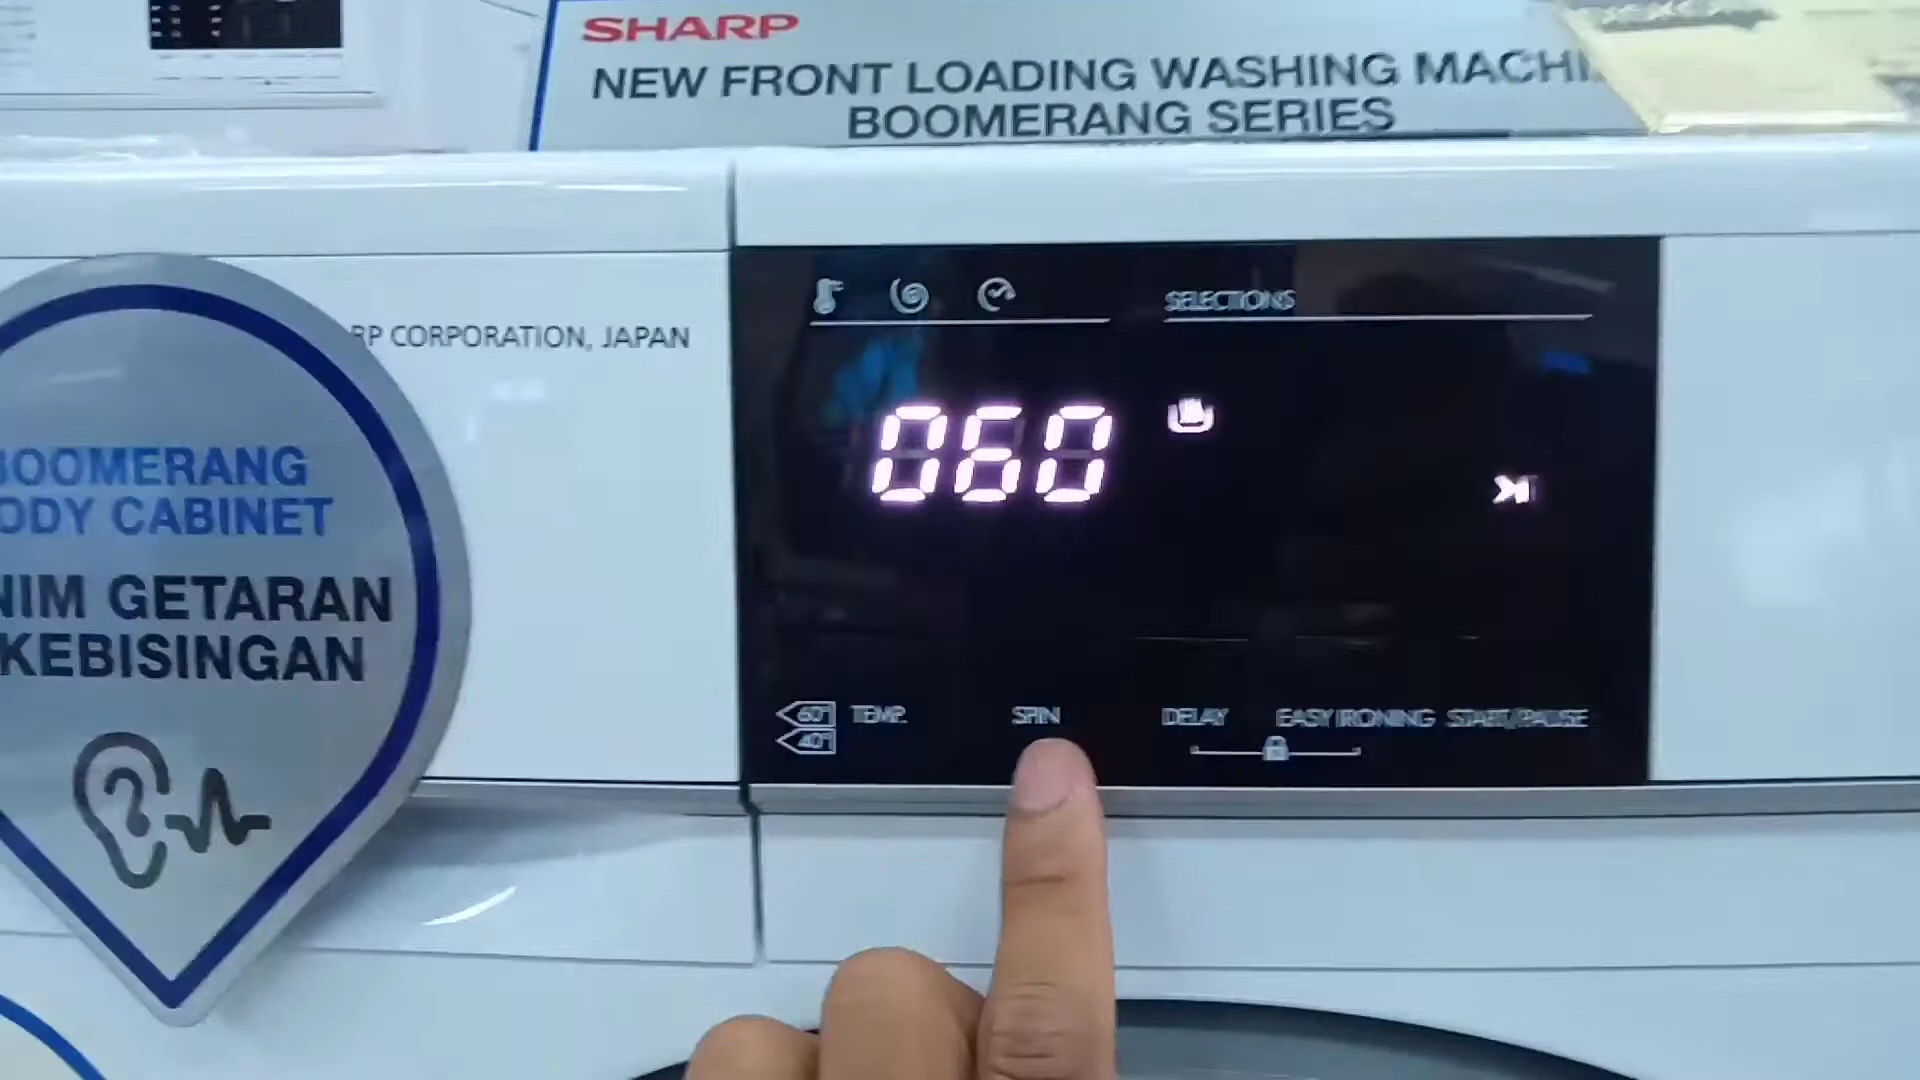 SHARP
NEW FRONT LOADING WASHING MACHI
BOOMERANG SERIES
RP CORPORATION, JAPAN
SELECTIONS
060
BOOMERANG
ODY CABINET
NIM GETARAN
KEBISINGAN
60° TEMP. SPIN DELAY EASY IRONING START/PAUSE
40°